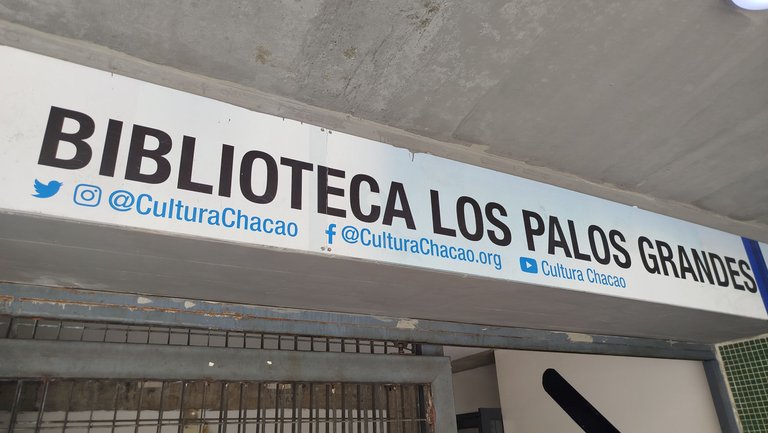 BIBLIOTECA LOS PALOS GRANDES
@CulturaChacao @CulturaChacao.org Cultura Chacao